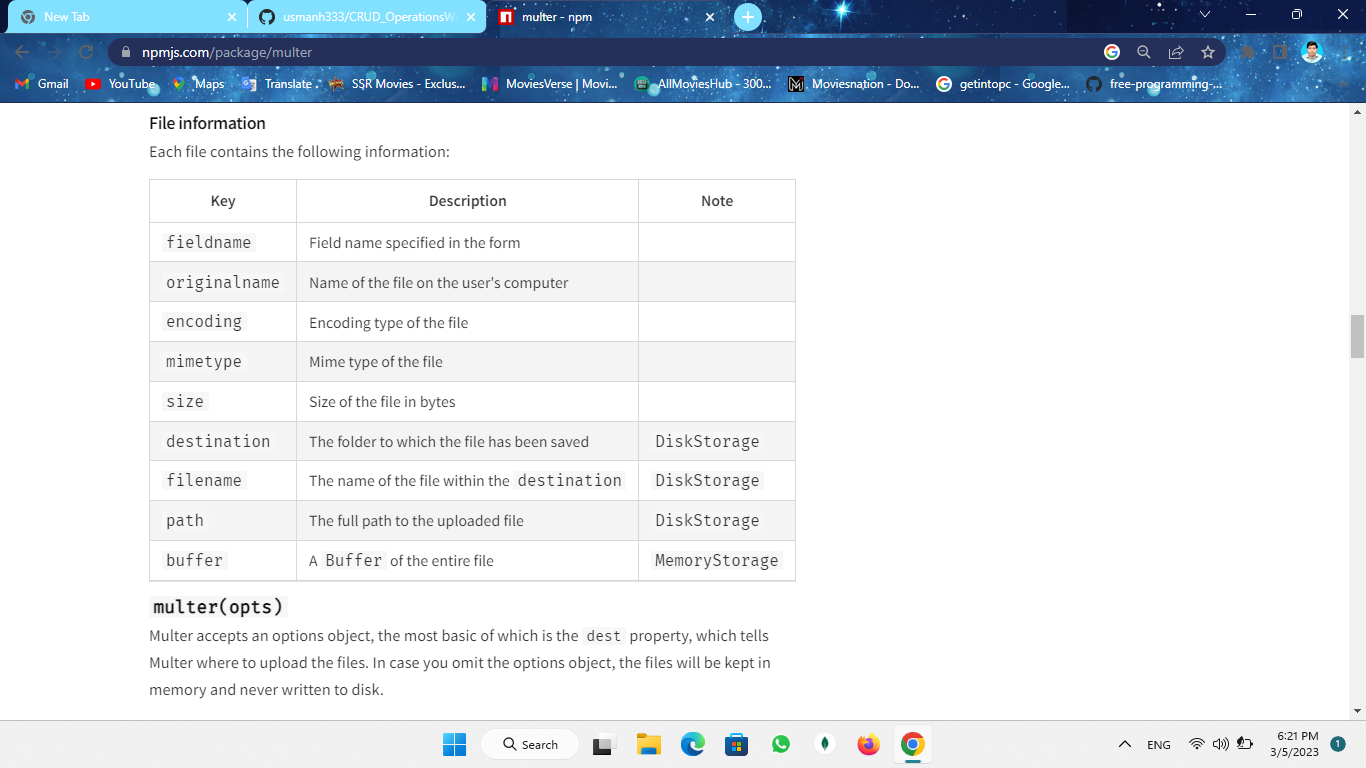 New Tab
usmanh333/CRUD_OperationsWi
multer - npm
npmjs.com/package/multer
Gmail
YouTube
Maps
Translate
SSR Movies - Exclus...
MoviesVerse | Movi...
AllMoviesHub - 300...
Moviesnation - Do...
getintopc - Google...
free-programming-...
File information
Each file contains the following information:
Key Description Note
fieldname Field name specified in the form
originalname Name of the file on the user's computer
encoding Encoding type of the file
mimetype Mime type of the file
size Size of the file in bytes
destination The folder to which the file has been saved DiskStorage
filename The name of the file within the destination DiskStorage
path The full path to the uploaded file DiskStorage
buffer A Buffer of the entire file MemoryStorage
multer(opts)
Multer accepts an options object, the most basic of which is the dest property, which tells
Multer where to upload the files. In case you omit the options object, the files will be kept in
memory and never written to disk.
Search
ENG
6:21 PM
3/5/2023
1